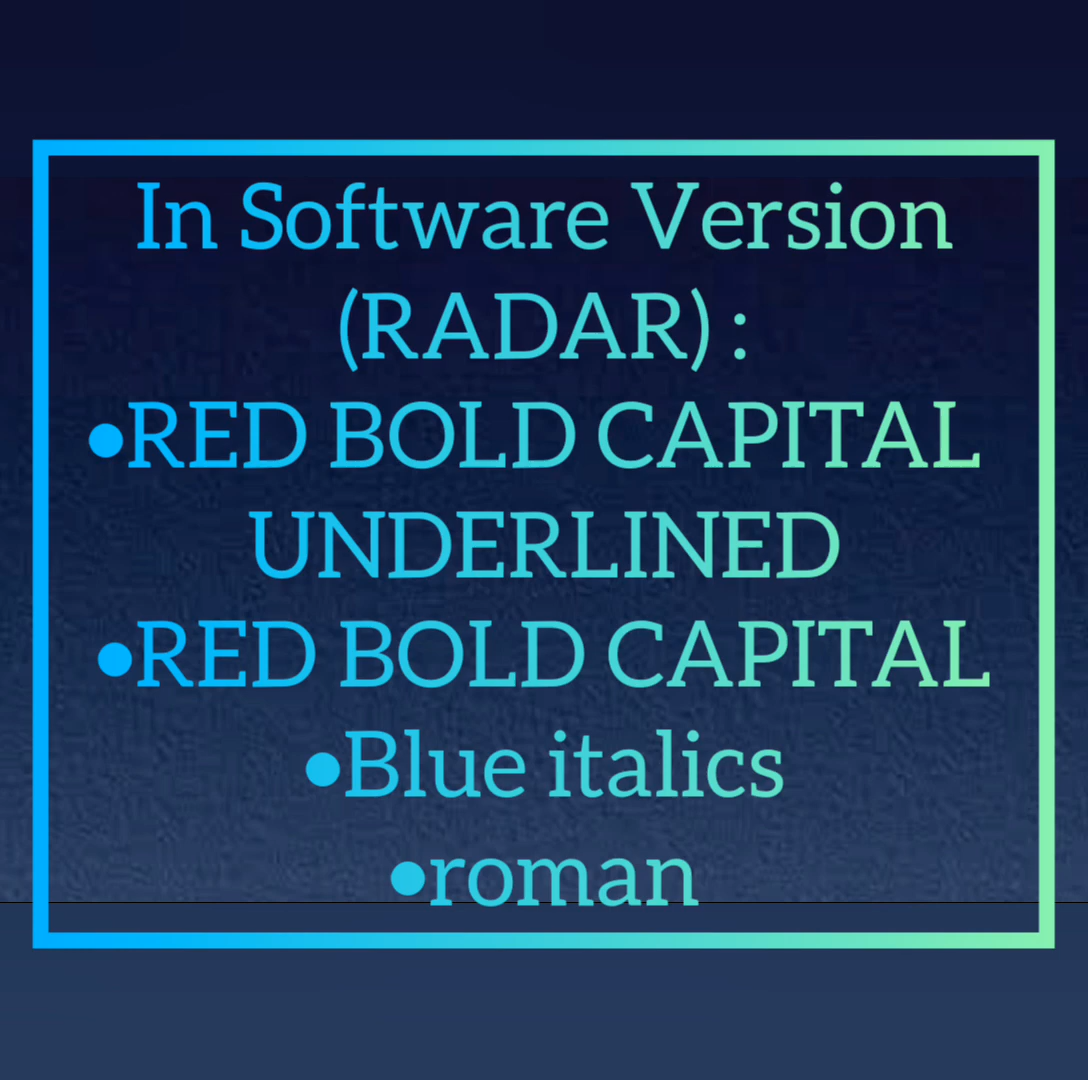 In Software Version
(RADAR) :
•RED BOLD CAPITAL
UNDERLINED
•RED BOLD CAPITAL
•Blue italics
•roman